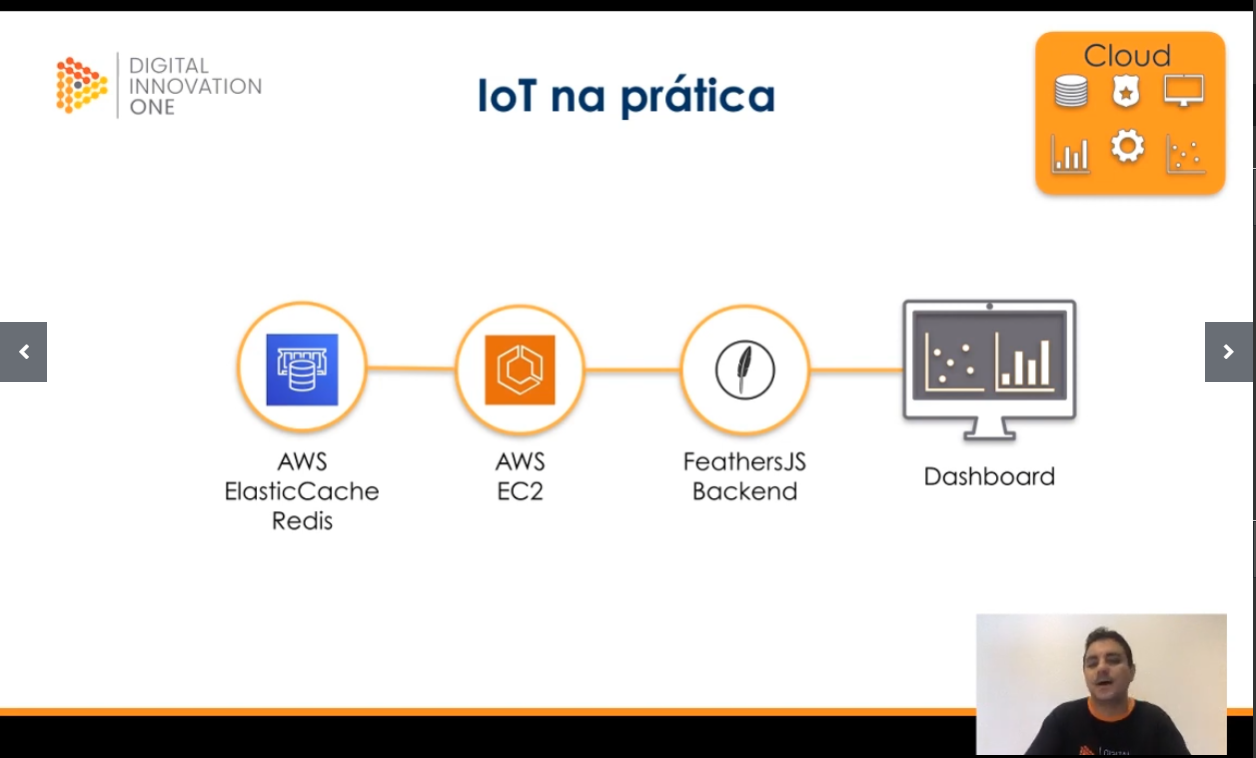 DIGITAL
INNOVATION
ONE
IoT na prática
Cloud
AWS
ElasticCache
Redis
AWS
EC2
FeathersJS
Backend
Dashboard